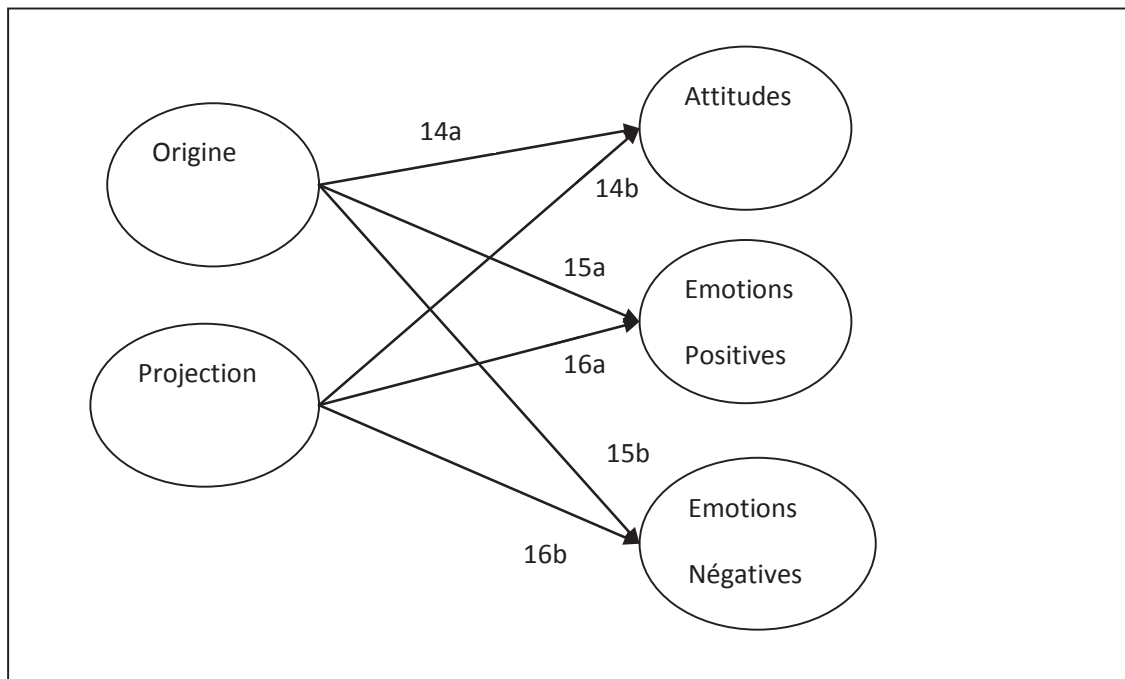 Attitudes
14a
Origine
14b
15a
Emotions
Positives
16a
Projection
15b
Emotions
Négatives
16b